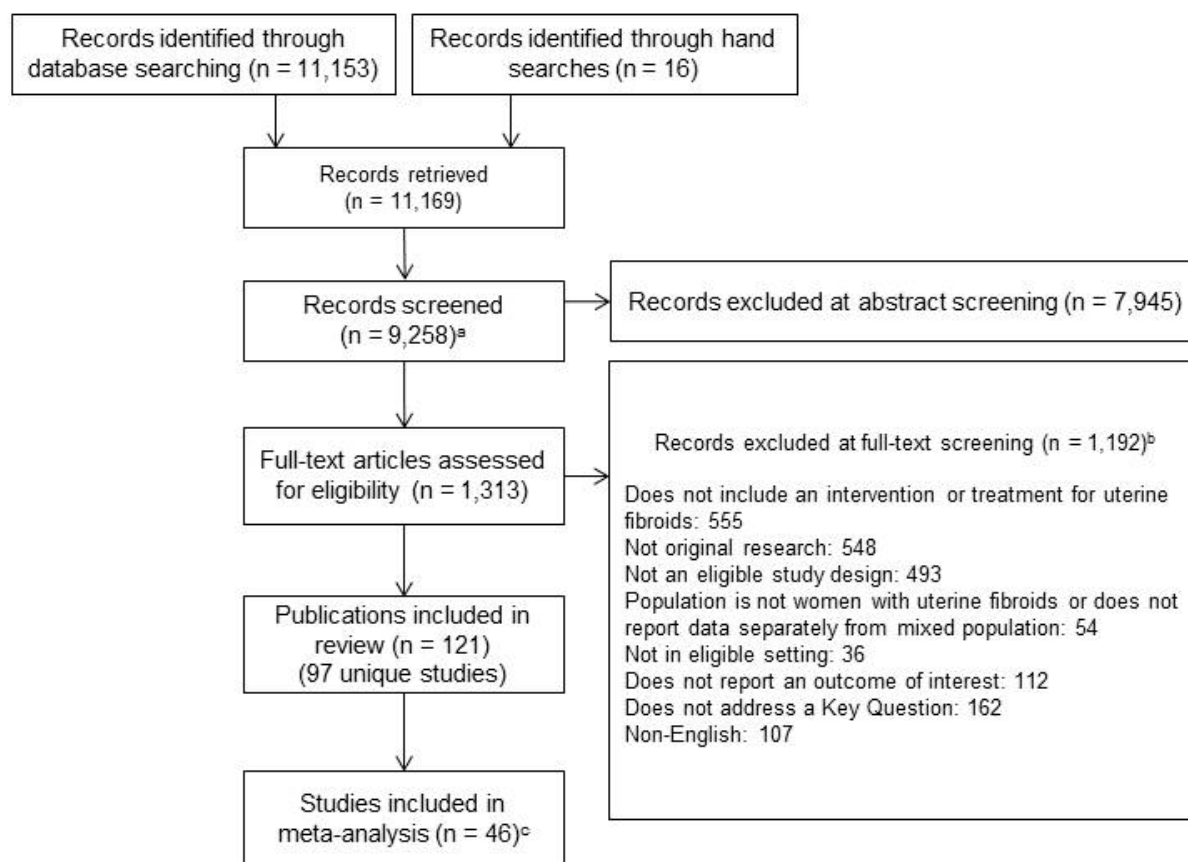 Records identified through
database searching (n = 11,153)
Records identified through hand
searches (n = 16)
Records retrieved
(n = 11,169)
Records screened
(n = 9,258)ᵃ
Records excluded at abstract screening (n = 7,945)
Full-text articles assessed
for eligibility (n = 1,313)
Records excluded at full-text screening (n = 1,192)ᵇ
Does not include an intervention or treatment for uterine
fibroids: 555
Not original research: 548
Not an eligible study design: 493
Population is not women with uterine fibroids or does not
report data separately from mixed population: 54
Not in eligible setting: 36
Does not report an outcome of interest: 112
Does not address a Key Question: 162
Non-English: 107
Publications included in
review (n = 121)
(97 unique studies)
Studies included in
meta-analysis (n = 46)ᶜ